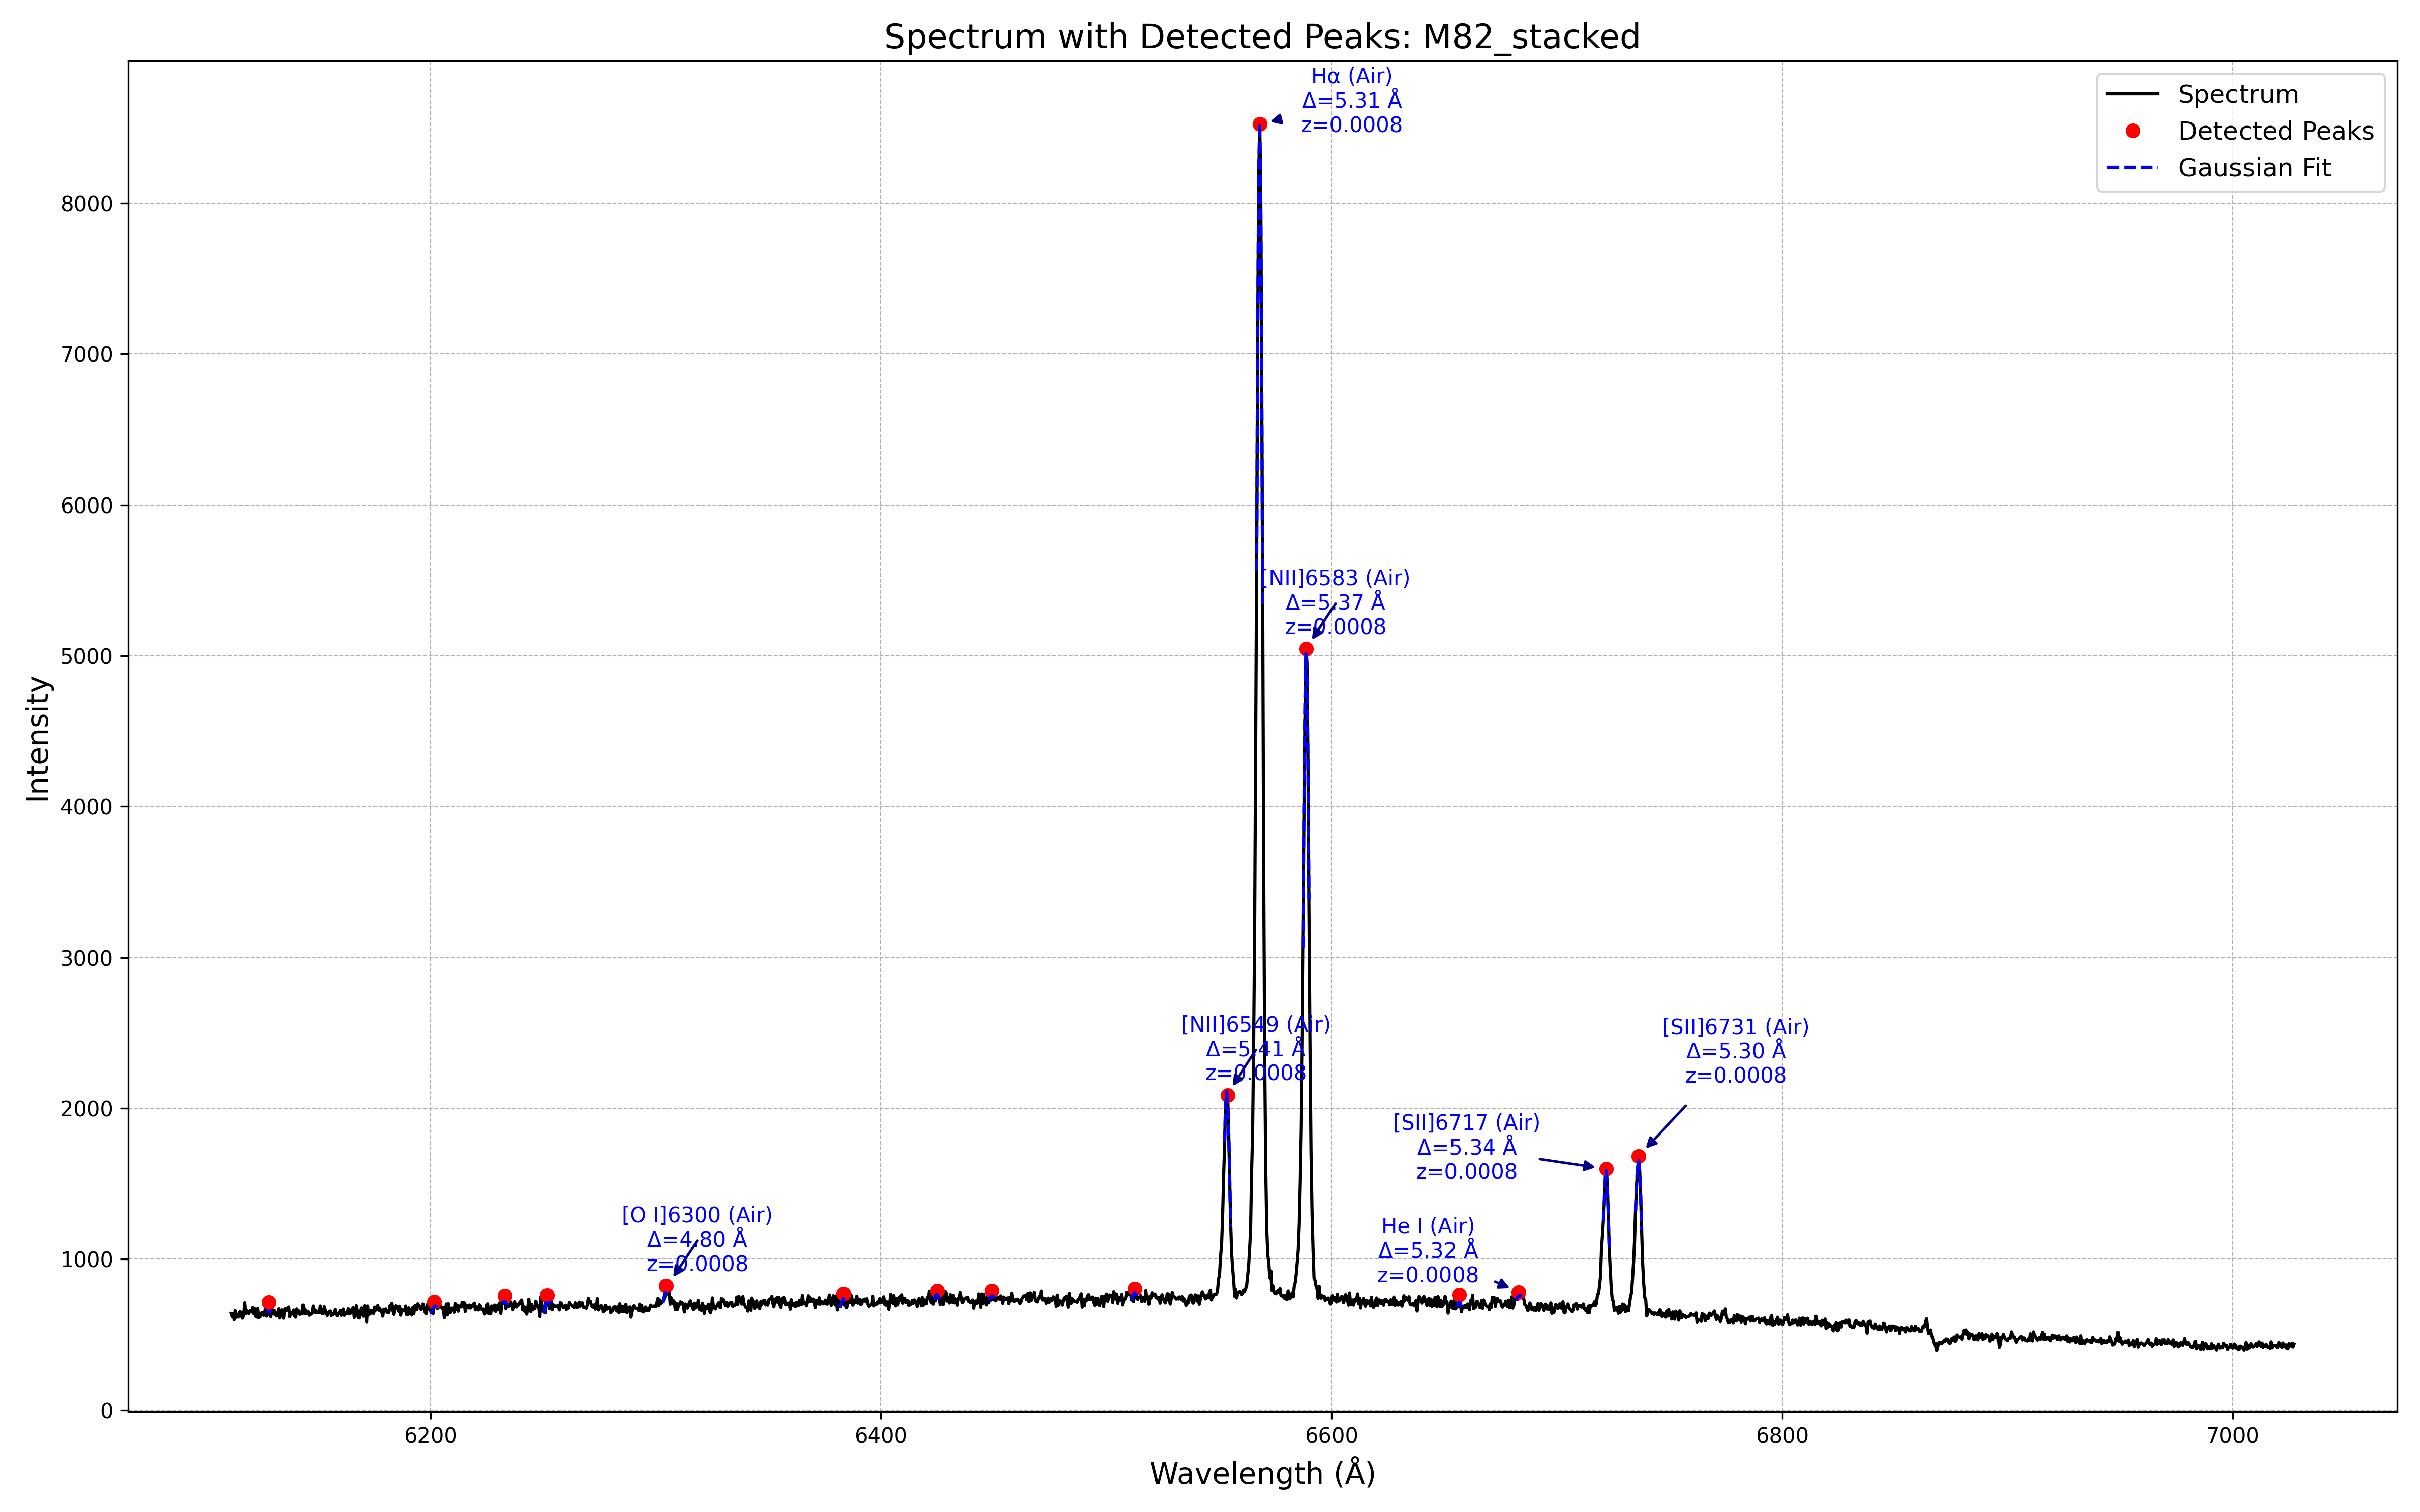 Spectrum with Detected Peaks: M82_stacked
Hα (Air)
Δ=5.31 Å
z=0.0008
Spectrum
Detected Peaks
Gaussian Fit
[NII]6583 (Air)
Δ=5.37 Å
z=0.0008
[NII]6549 (Air)
Δ=5.41 Å
z=0.0008
[SII]6731 (Air)
Δ=5.30 Å
z=0.0008
[SII]6717 (Air)
Δ=5.34 Å
z=0.0008
[O I]6300 (Air)
Δ=4.80 Å
z=0.0008
He I (Air)
Δ=5.32 Å
z=0.0008
Intensity
8000
7000
6000
5000
4000
3000
2000
1000
0
6200
6400
6600
6800
7000
Wavelength (Å)